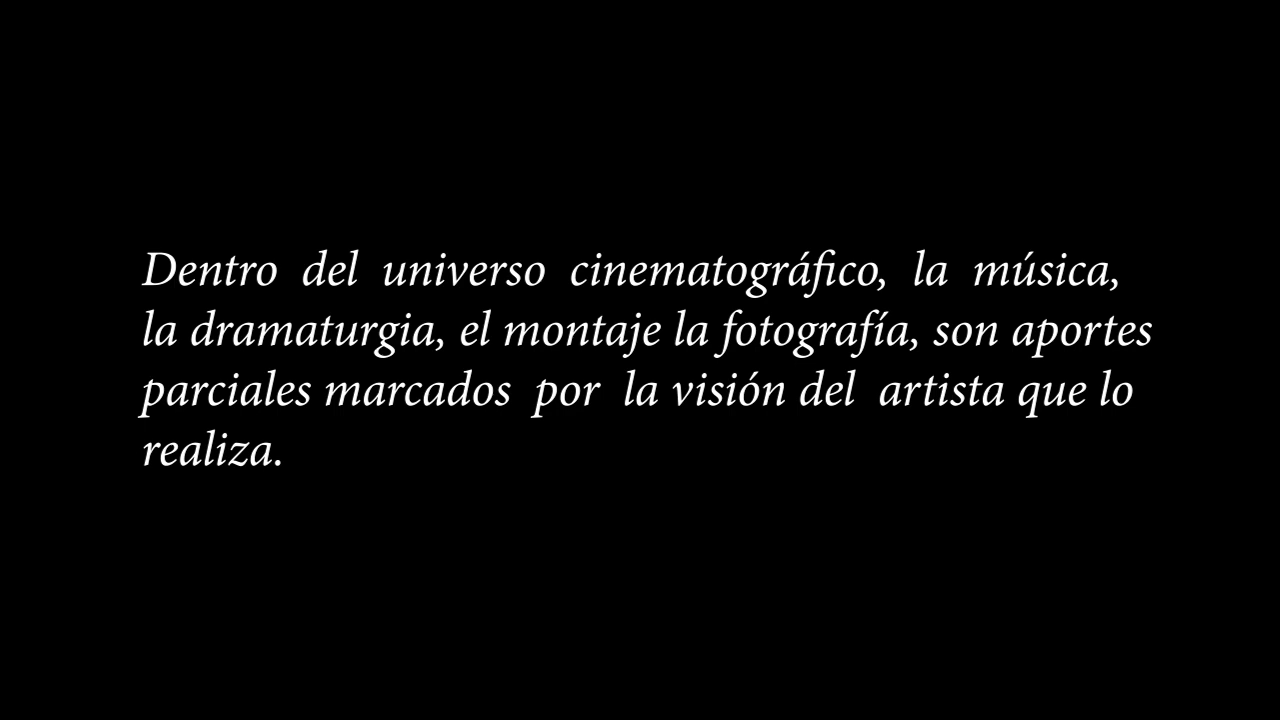 Dentro del universo cinematográfico, la música,
la dramaturgia, el montaje la fotografía, son aportes
parciales marcados por la visión del artista que lo
realiza.